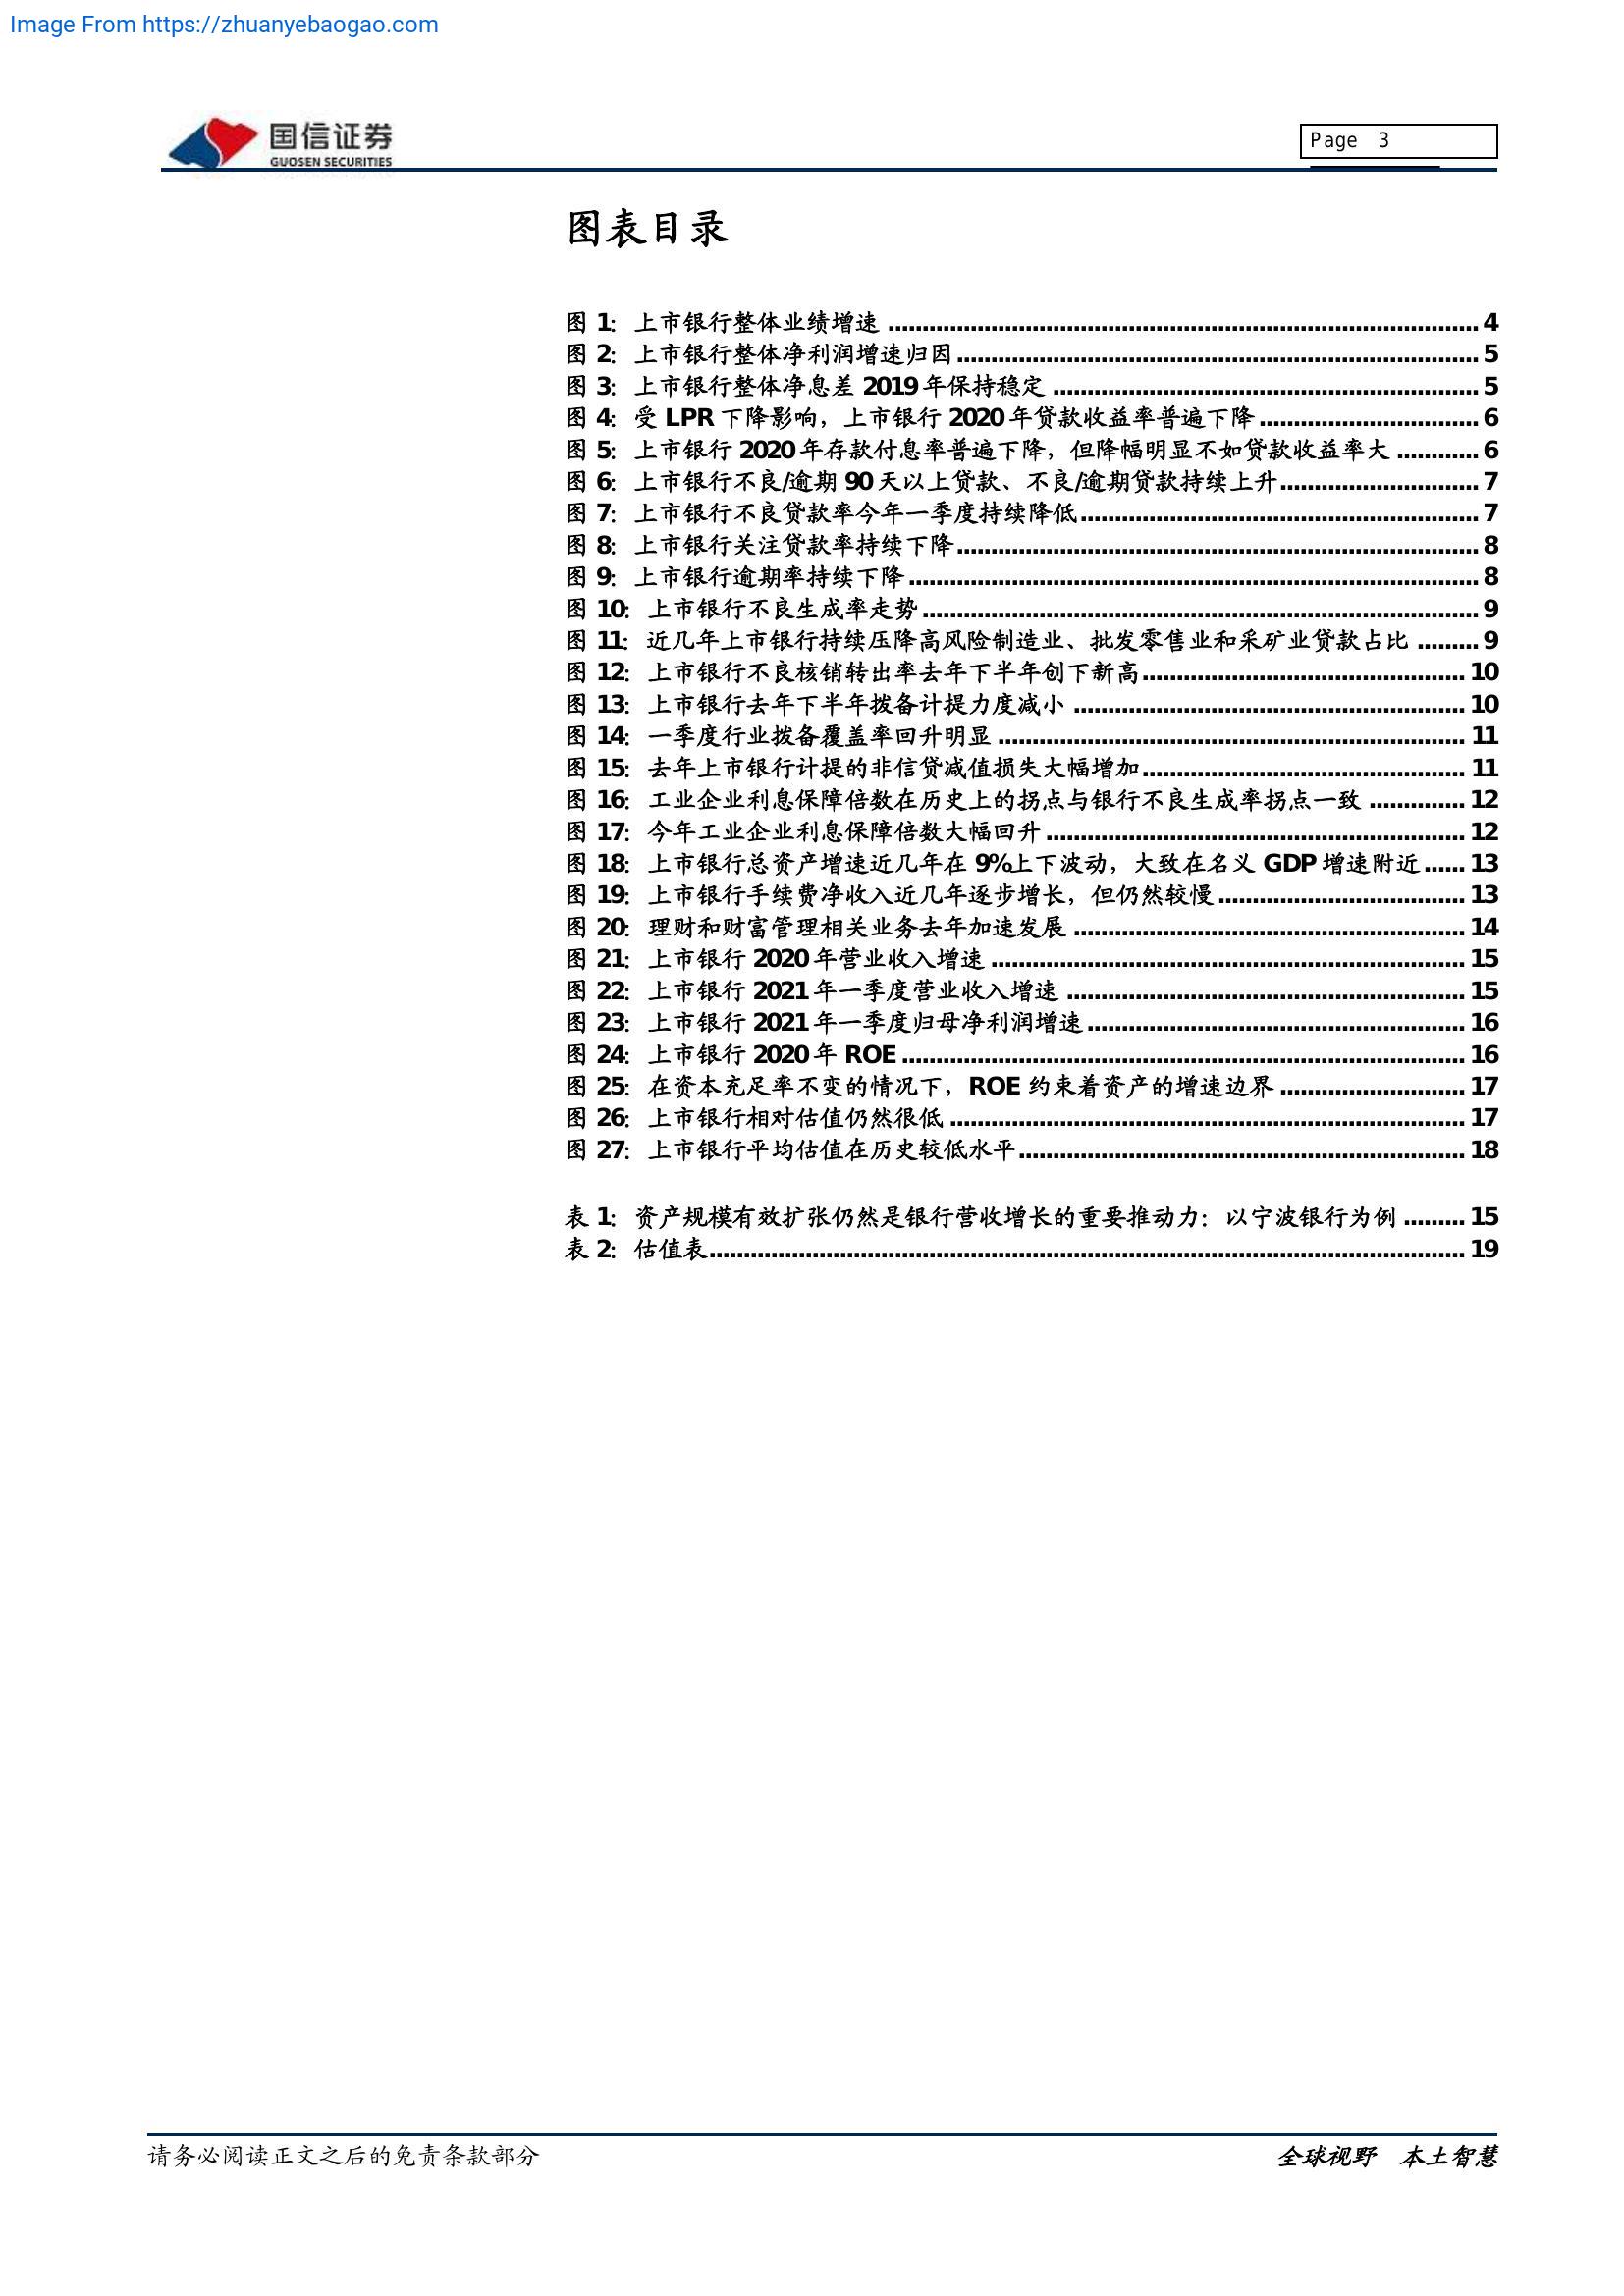 Image From https://zhuanyebaogao.com
国信证券
GUOSEN SECURITIES
Page 3
图表目录
图 1：上市银行整体业绩增速 ........................................................................................ 4
图 2：上市银行整体净利润增速归因 .............................................................................. 5
图 3：上市银行整体净息差 2019 年保持稳定 ............................................................... 5
图 4：受 LPR 下降影响，上市银行 2020 年贷款收益率普遍下降 ................................ 6
图 5：上市银行 2020 年存款付息率普遍下降，但降幅明显不如贷款收益率大 ............ 6
图 6：上市银行不良/逾期 90 天以上贷款、不良/逾期贷款持续上升 ............................. 7
图 7：上市银行不良贷款率今年一季度持续降低 ........................................................... 7
图 8：上市银行关注贷款率持续下降 .............................................................................. 8
图 9：上市银行逾期率持续下降 ..................................................................................... 8
图 10：上市银行不良生成率走势 ................................................................................... 9
图 11：近几年上市银行持续压降高风险制造业、批发零售业和采矿业贷款占比 ......... 9
图 12：上市银行不良核销转出率去年下半年创下新高 ................................................ 10
图 13：上市银行去年下半年拨备计提力度减小 .......................................................... 10
图 14：一季度行业拨备覆盖率回升明显 ..................................................................... 11
图 15：去年上市银行计提的非信贷减值损失大幅增加 ................................................ 11
图 16：工业企业利息保障倍数在历史上的拐点与银行不良生成率拐点一致 .............. 12
图 17：今年工业企业利息保障倍数大幅回升 .............................................................. 12
图 18：上市银行总资产增速近几年在 9%上下波动，大致在名义 GDP 增速附近 ...... 13
图 19：上市银行手续费净收入近几年逐步增长，但仍然较慢 .................................... 13
图 20：理财和财富管理相关业务去年加速发展 .......................................................... 14
图 21：上市银行 2020 年营业收入增速 ...................................................................... 15
图 22：上市银行 2021 年一季度营业收入增速 ........................................................... 15
图 23：上市银行 2021 年一季度归母净利润增速 ........................................................ 16
图 24：上市银行 2020 年 ROE ................................................................................... 16
图 25：在资本充足率不变的情况下，ROE 约束着资产的增速边界 ........................... 17
图 26：上市银行相对估值仍然很低 ............................................................................ 17
图 27：上市银行平均估值在历史较低水平 .................................................................. 18
表 1：资产规模有效扩张仍然是银行营收增长的重要推动力：以宁波银行为例 ......... 15
表 2：估值表 ................................................................................................................ 19
请务必阅读正文之后的免责条款部分
全球视野 本土智慧